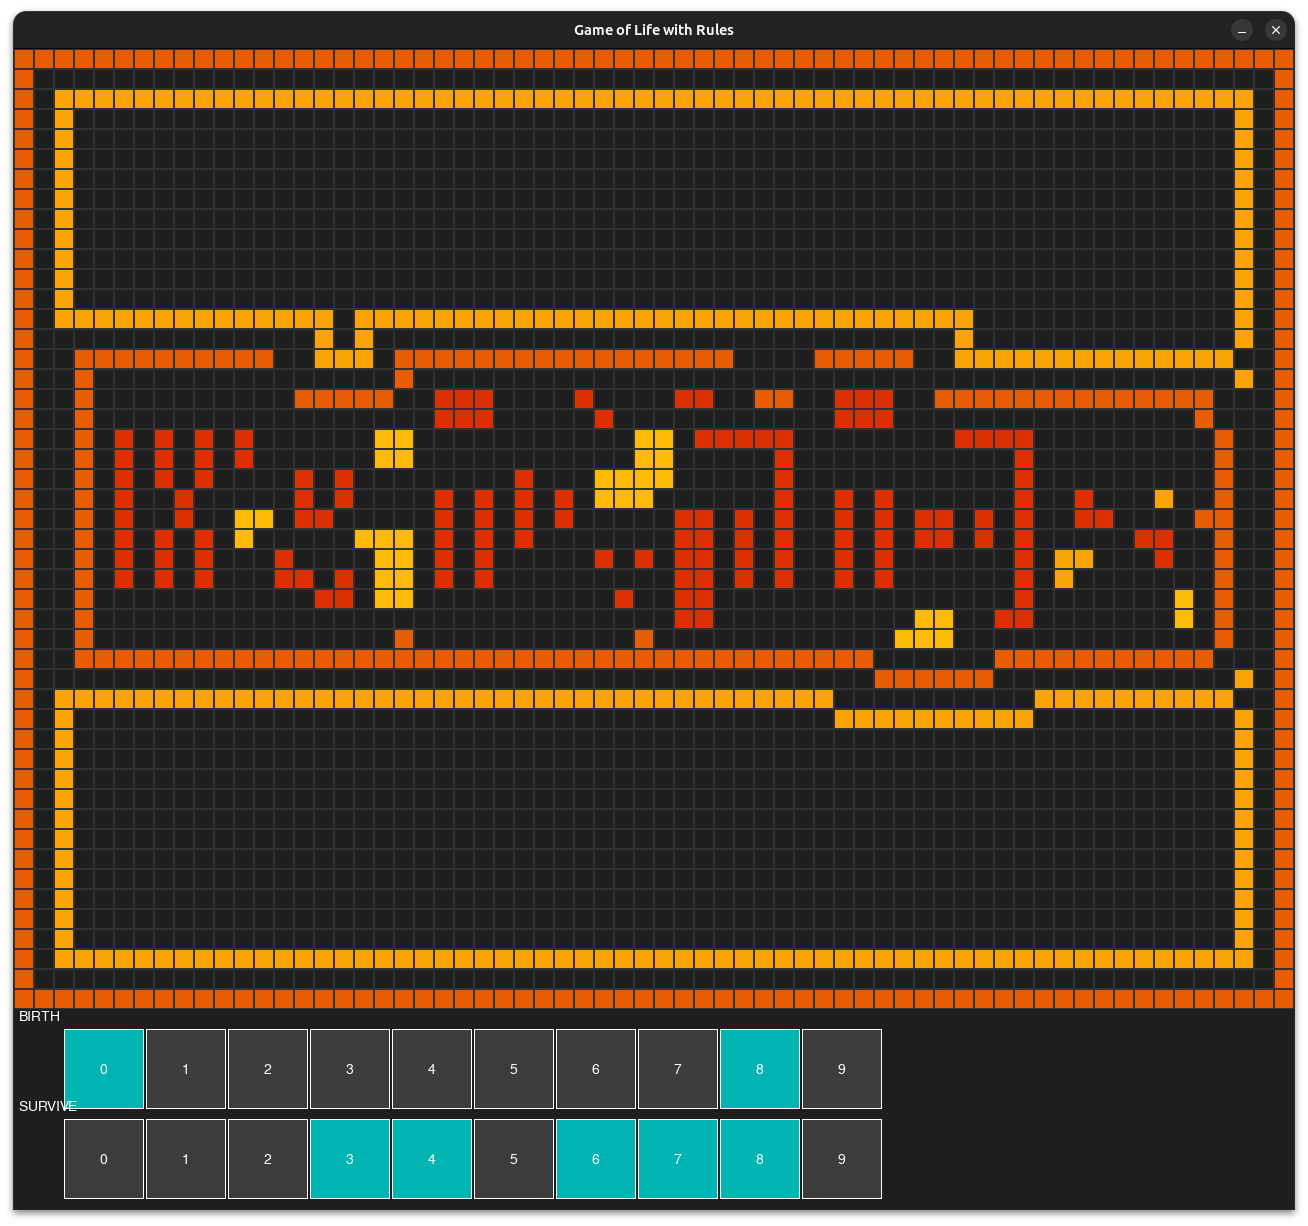 Game of Life with Rules
BIRTH
0 1 2 3 4 5 6 7 8 9
SURVIVE
0 1 2 3 4 5 6 7 8 9